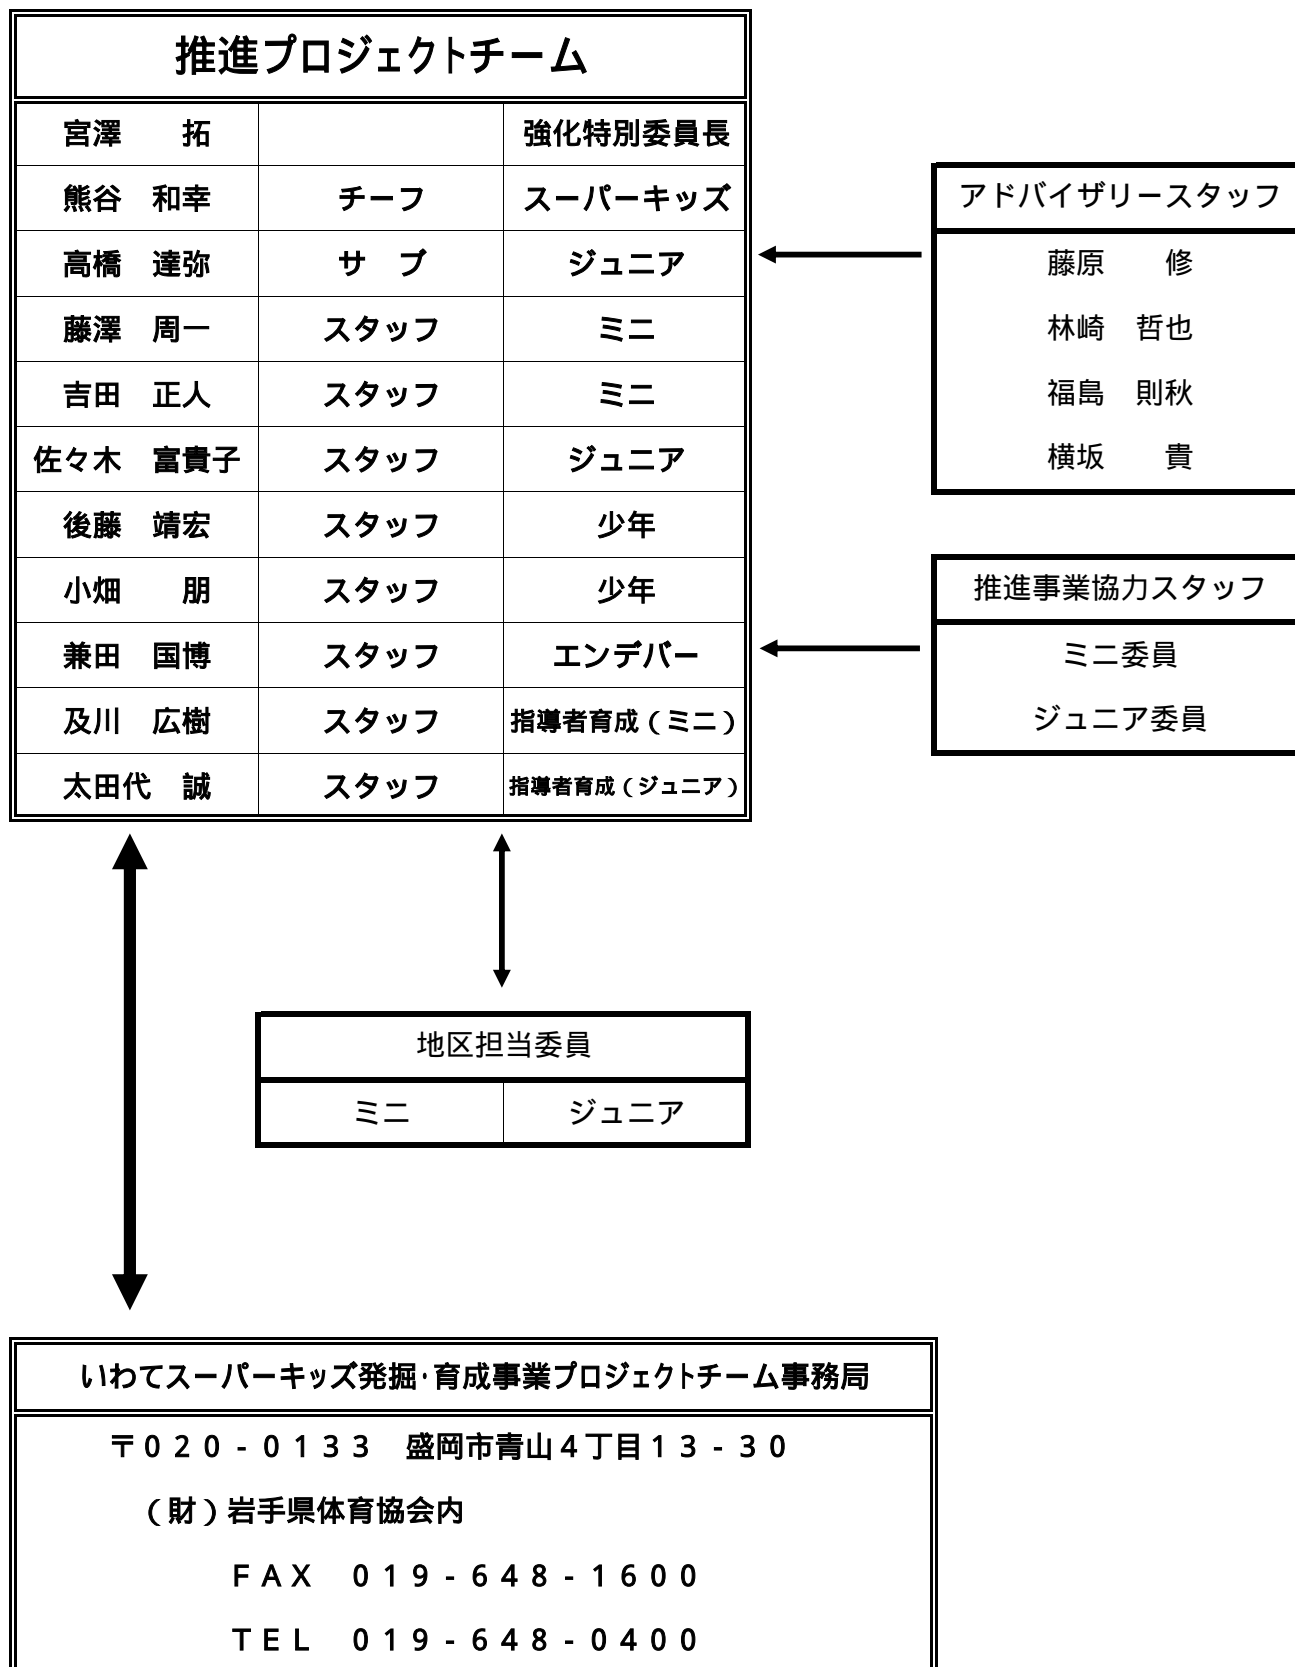 推進プロジェクトチーム
宮澤　　拓　強化特別委員長
熊谷　和幸　チーフ　スーパーキッズ
高橋　達弥　サ　ブ　ジュニア
藤澤　周一　スタッフ　ミニ
吉田　正人　スタッフ　ミニ
佐々木　富貴子　スタッフ　ジュニア
後藤　靖宏　スタッフ　少年
小畑　　朋　スタッフ　少年
兼田　国博　スタッフ　エンデバー
及川　広樹　スタッフ　指導者育成（ミニ）
太田代　誠　スタッフ　指導者育成（ジュニア）
アドバイザリースタッフ
藤原　　修
林崎　哲也
福島　則秋
横坂　　貴
推進事業協力スタッフ
ミニ委員
ジュニア委員
地区担当委員
ミニ　ジュニア
いわてスーパーキッズ発掘・育成事業プロジェクトチーム事務局
〒０２０-０１３３　盛岡市青山４丁目１３-３０
（財）岩手県体育協会内
ＦＡＸ　０１９-６４８-１６００
ＴＥＬ　０１９-６４８-０４００